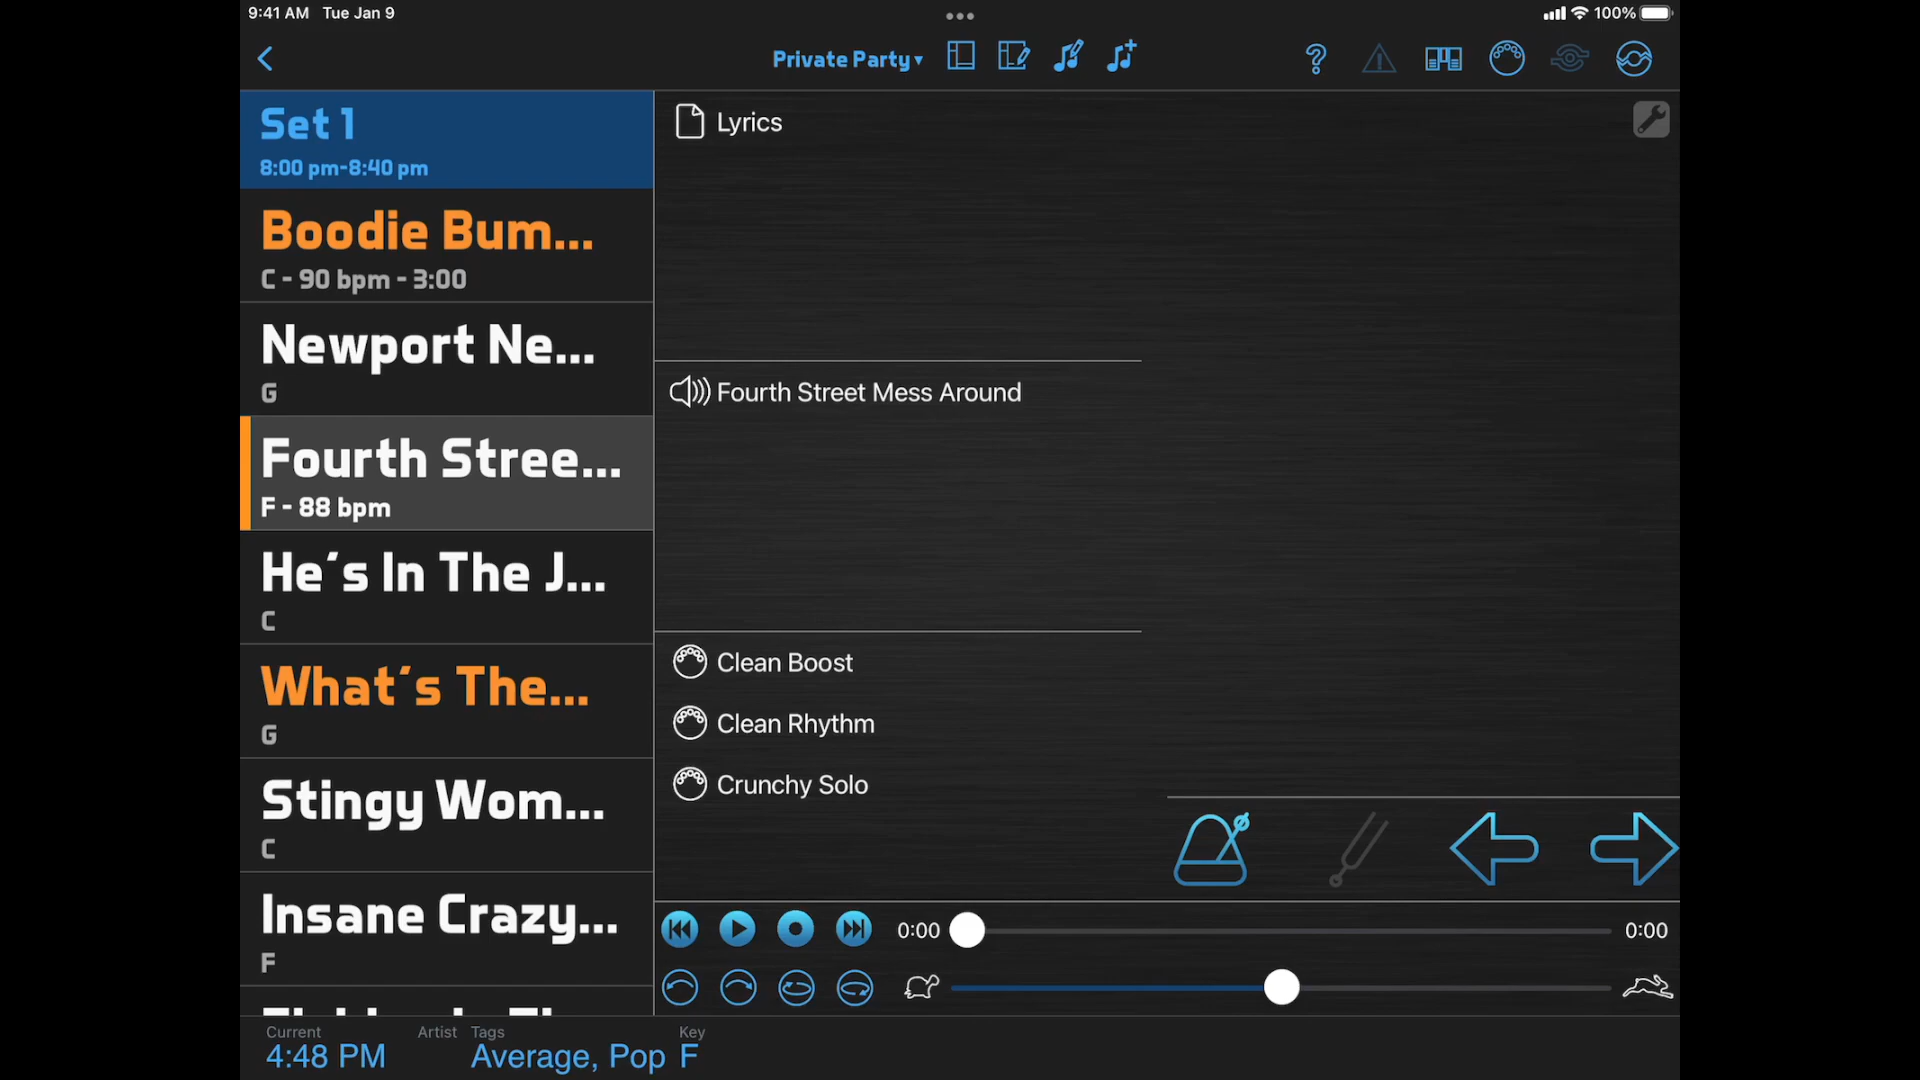 9:41 AM Tue Jan 9
100%
Private Party ▾
Set 1
8:00 pm-8:40 pm
Boodie Bum...
C - 90 bpm - 3:00
Newport Ne...
G
Fourth Stree...
F - 88 bpm
He's In The J...
C
What's The...
G
Stingy Wom...
C
Insane Crazy...
F
Lyrics
Fourth Street Mess Around
Clean Boost
Clean Rhythm
Crunchy Solo
0:00
0:00
Current
4:48 PM
Artist
Tags
Average, Pop
Key
F